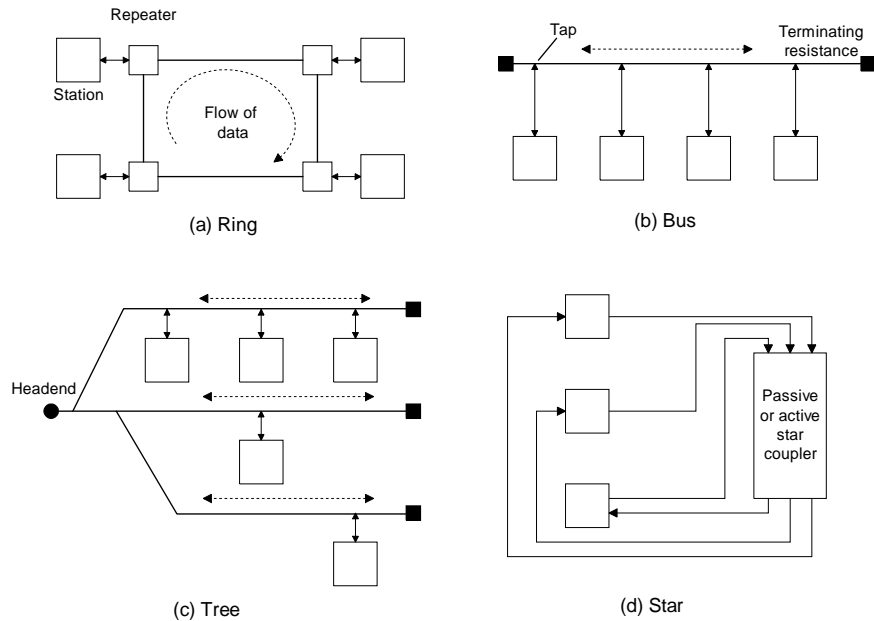 Repeater
Station
Flow of
data
(a) Ring
Tap
Terminating
resistance
(b) Bus
Headend
(c) Tree
Passive
or active
star
coupler
(d) Star